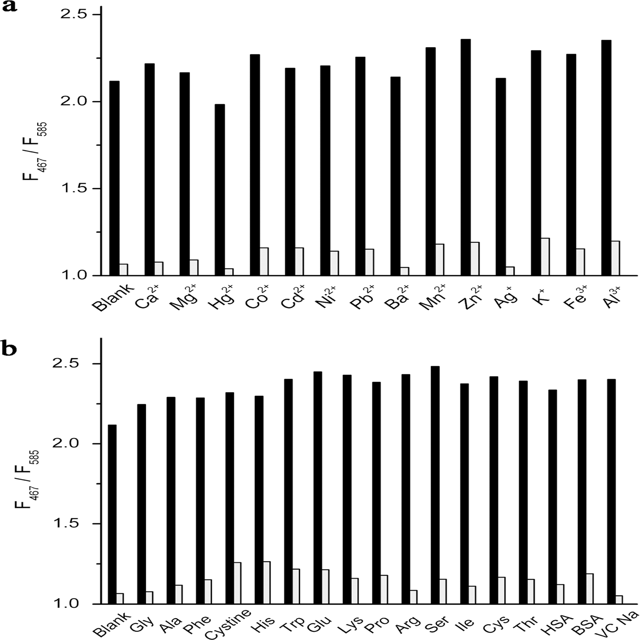 a
2.5
2.0
1.5
1.0
F467 / F585
Blank Ca2+ Mg2+ Hg2+ Co2+ Cd2+ Ni2+ Pb2+ Ba2+ Mn2+ Zn2+ Ag+ K+ Fe3+ Al3+
b
2.5
2.0
1.5
1.0
F467 / F585
Blank Gly Ala Phe Cystine His Trp Glu Lys Pro Arg Ser Ile Cys Thr HSA BSA VC Na